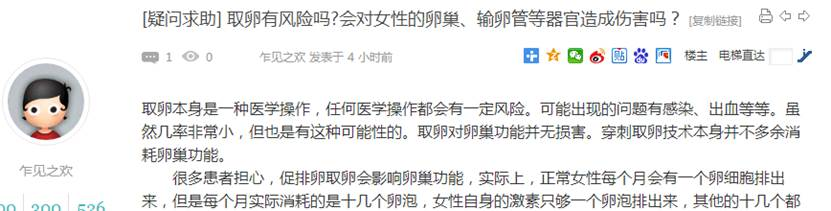 [疑问求助] 取卵有风险吗?会对女性的卵巢、输卵管等器官造成伤害吗？ [复制链接]
1 0 乍见之欢 发表于 4 小时前 楼主 电梯直达
取卵本身是一种医学操作，任何医学操作都会有一定风险。可能出现的问题有感染、出血等等。虽
然几率非常小，但也是有这种可能性的。取卵对卵巢功能并无损害。穿刺取卵技术本身并不多余消
耗卵巢功能。
乍见之欢
很多患者担心，促排卵取卵会影响卵巢功能，实际上，正常女性每个月会有一个卵细胞排出
来，但是每个月实际消耗的是十几个卵泡，女性自身的激素只够一个卵泡排出来，其他的十几个都
300 526